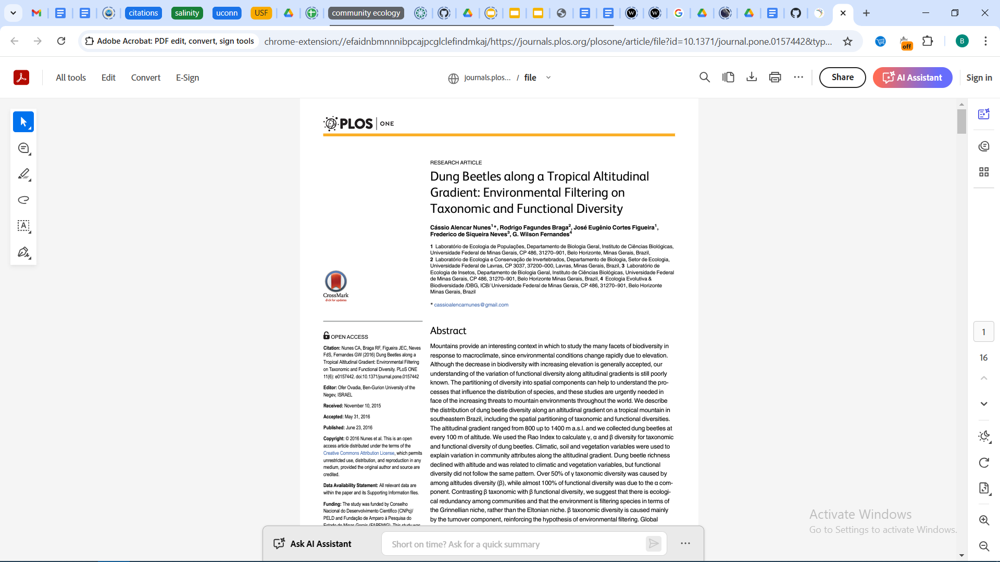 citations
salinity
uconn
USF
community ecology
Adobe Acrobat: PDF edit, convert, sign tools
chrome-extension://efaidnbmnnnibpcajpcglclefindmkaj/https://journals.plos.org/plosone/article/file?id=10.1371/journal.pone.0157442&typ...
off
B
All tools
Edit
Convert
E-Sign
journals.plos... / file
Share
AI Assistant
Sign in
PLOS ONE
RESEARCH ARTICLE
Dung Beetles along a Tropical Altitudinal
Gradient: Environmental Filtering on
Taxonomic and Functional Diversity
Cássio Alencar Nunes1*, Rodrigo Fagundes Braga2, José Eugênio Cortes Figueira1,
Frederico de Siqueira Neves3, G. Wilson Fernandes4
1 Laboratório de Ecologia de Populações, Departamento de Biologia Geral, Instituto de Ciências Biológicas,
Universidade Federal de Minas Gerais, CP 486, 31270–901, Belo Horizonte, Minas Gerais, Brazil,
2 Laboratório de Ecologia e Conservação de Invertebrados, Departamento de Biologia, Setor de Ecologia,
Universidade Federal de Lavras, CP 3037, 37200–000, Lavras, Minas Gerais, Brazil, 3 Laboratório de
Ecologia de Insetos, Departamento de Biologia Geral, Instituto de Ciências Biológicas, Universidade Federal
de Minas Gerais, CP 486, 31270–901, Belo Horizonte Minas Gerais, Brazil, 4 Ecologia Evolutiva &
Biodiversidade /DBG, ICB/ Universidade Federal de Minas Gerais, CP 486, 31270–901, Belo Horizonte
Minas Gerais, Brazil
* cassioalencarnunes@gmail.com
CrossMark
click for updates
OPEN ACCESS
Citation: Nunes CA, Braga RF, Figueira JEC, Neves
FdS, Fernandes GW (2016) Dung Beetles along a
Tropical Altitudinal Gradient: Environmental Filtering
on Taxonomic and Functional Diversity. PLoS ONE
11(6): e0157442. doi:10.1371/journal.pone.0157442
Editor: Ofer Ovadia, Ben-Gurion University of the
Negev, ISRAEL
Received: November 10, 2015
Accepted: May 31, 2016
Published: June 23, 2016
Copyright: © 2016 Nunes et al. This is an open
access article distributed under the terms of the
Creative Commons Attribution License, which permits
unrestricted use, distribution, and reproduction in any
medium, provided the original author and source are
credited.
Data Availability Statement: All relevant data are
within the paper and its Supporting Information files.
Funding: The study was funded by Conselho
Nacional do Desenvolvimento Científico (CNPq)/
PELD and Fundação de Amparo à Pesquisa do
Estado de Minas Gerais (FAPEMIG). This study was
Abstract
Mountains provide an interesting context in which to study the many facets of biodiversity in
response to macroclimate, since environmental conditions change rapidly due to elevation.
Although the decrease in biodiversity with increasing elevation is generally accepted, our
understanding of the variation of functional diversity along altitudinal gradients is still poorly
known. The partitioning of diversity into spatial components can help to understand the pro-
cesses that influence the distribution of species, and these studies are urgently needed in
face of the increasing threats to mountain environments throughout the world. We describe
the distribution of dung beetle diversity along an altitudinal gradient on a tropical mountain in
southeastern Brazil, including the spatial partitioning of taxonomic and functional diversities.
The altitudinal gradient ranged from 800 up to 1400 m a.s.l. and we collected dung beetles at
every 100 m of altitude. We used the Rao Index to calculate γ, α and β diversity for taxonomic
and functional diversity of dung beetles. Climatic, soil and vegetation variables were used to
explain variation in community attributes along the altitudinal gradient. Dung beetle richness
declined with altitude and was related to climatic and vegetation variables, but functional
diversity did not follow the same pattern. Over 50% of γ taxonomic diversity was caused by
among altitudes diversity (β), while almost 100% of functional diversity was due to the α com-
ponent. Contrasting β taxonomic with β functional diversity, we suggest that there is ecologi-
cal redundancy among communities and that the environment is filtering species in terms of
the Grinnellian niche, rather than the Eltonian niche. β taxonomic diversity is caused mainly
by the turnover component, reinforcing the hypothesis of environmental filtering. Global
1
16
Activate Windows
Go to Settings to activate Windows.
Ask AI Assistant
Short on time? Ask for a quick summary